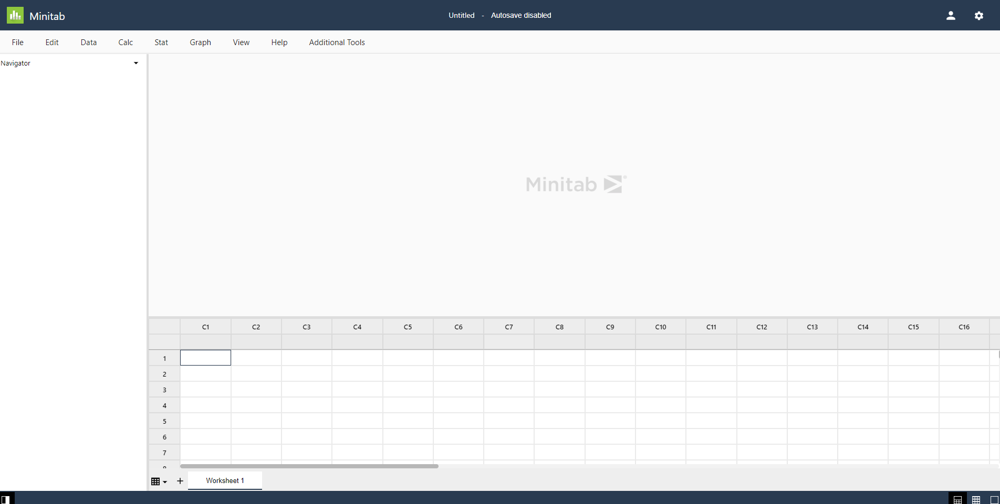 Minitab
Untitled - Autosave disabled
File Edit Data Calc Stat Graph View Help Additional Tools
Navigator
Minitab
C1 C2 C3 C4 C5 C6 C7 C8 C9 C10 C11 C12 C13 C14 C15 C16
1
2
3
4
5
6
7
8
+ Worksheet 1